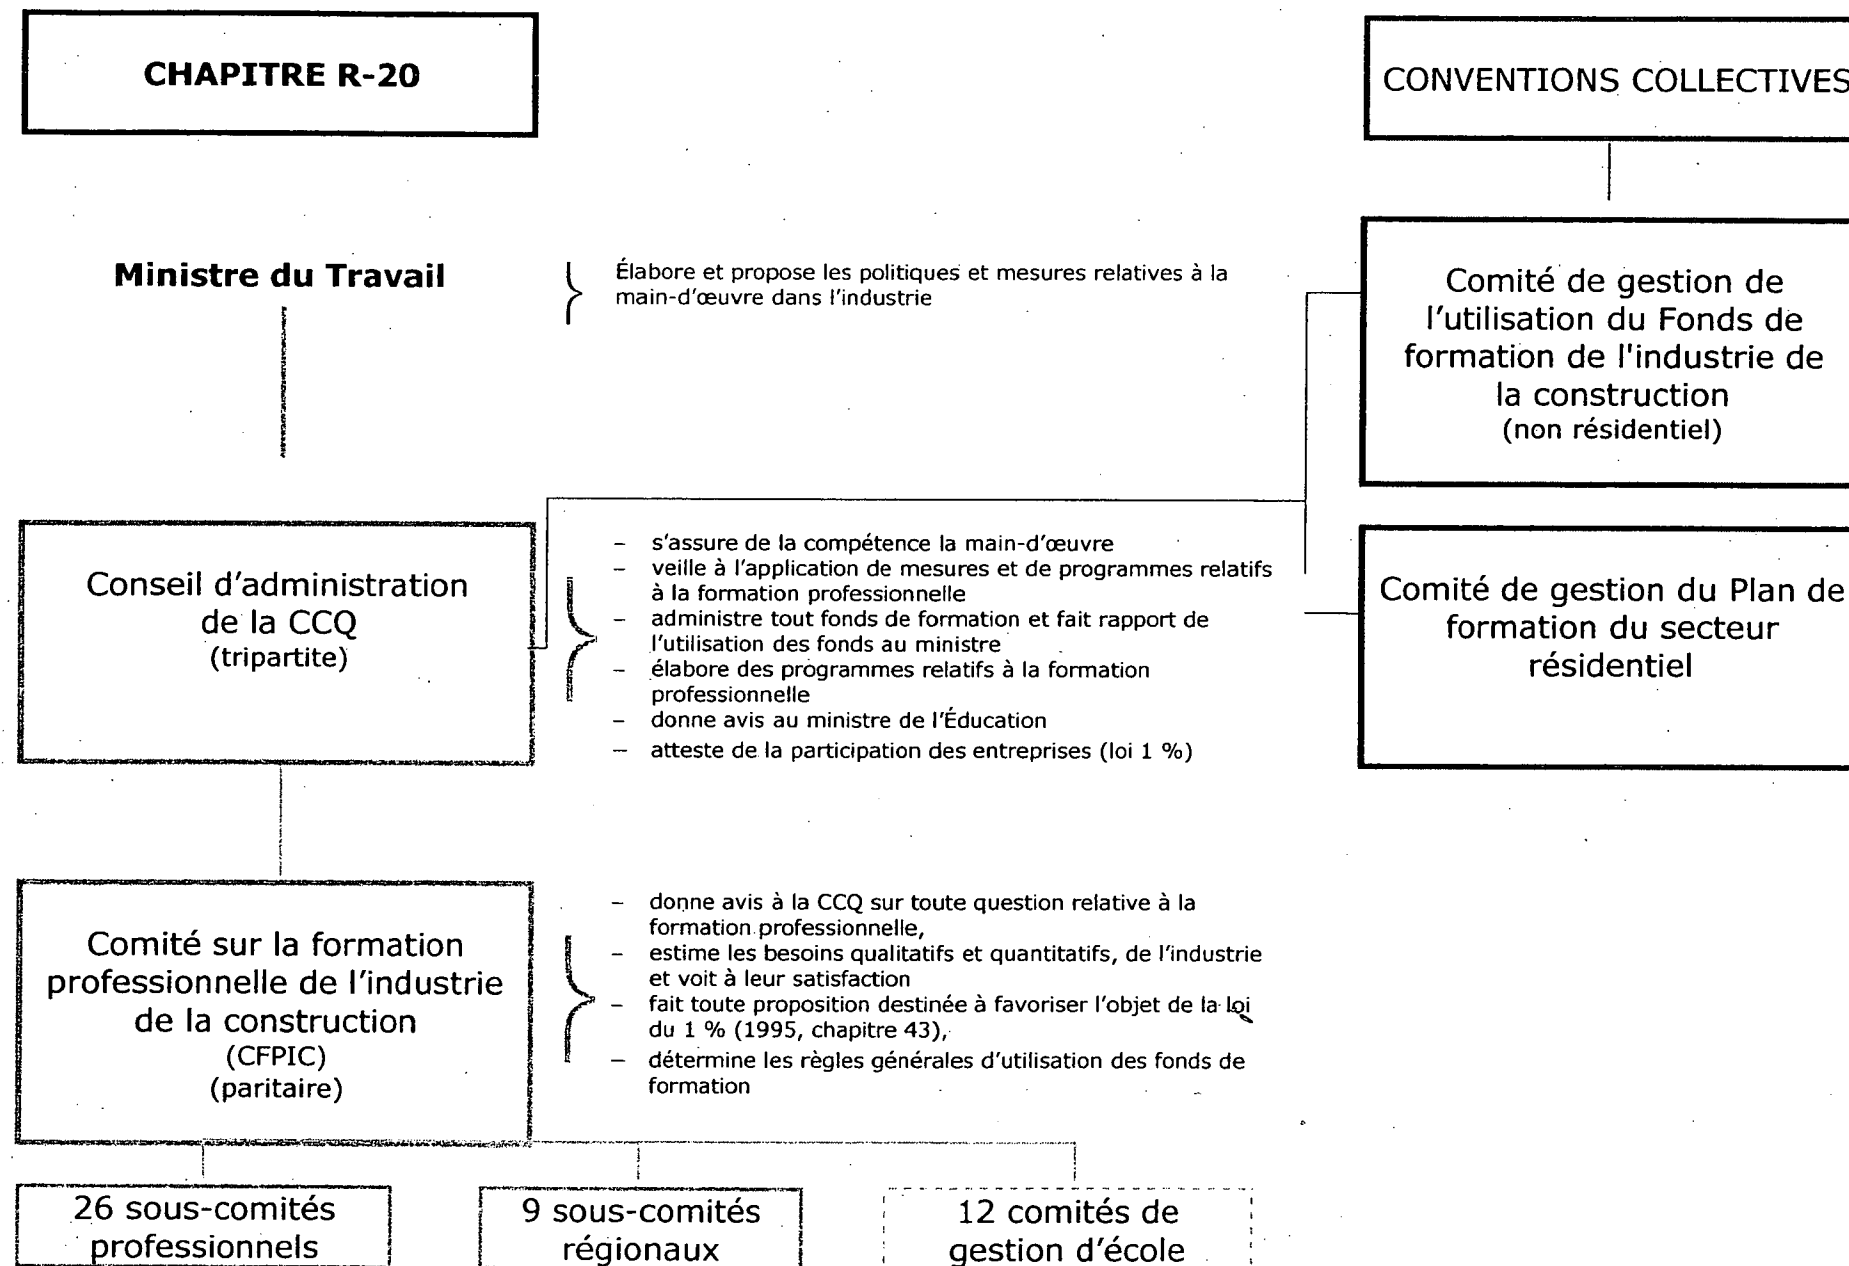 CHAPITRE R-20
CONVENTIONS COLLECTIVES
Ministre du Travail
Élabore et propose les politiques et mesures relatives à la
main-d'œuvre dans l'industrie
Comité de gestion de
l'utilisation du Fonds de
formation de l'industrie de
la construction
(non résidentiel)
Conseil d'administration
de la CCQ
(tripartite)
– s'assure de la compétence la main-d'œuvre
– veille à l'application de mesures et de programmes relatifs
à la formation professionnelle
– administre tout fonds de formation et fait rapport de
l'utilisation des fonds au ministre
– élabore des programmes relatifs à la formation
professionnelle
– donne avis au ministre de l'Éducation
– atteste de la participation des entreprises (loi 1 %)
Comité de gestion du Plan de
formation du secteur
résidentiel
Comité sur la formation
professionnelle de l'industrie
de la construction
(CFPIC)
(paritaire)
– donne avis à la CCQ sur toute question relative à la
formation professionnelle,
– estime les besoins qualitatifs et quantitatifs, de l'industrie
et voit à leur satisfaction
– fait toute proposition destinée à favoriser l'objet de la loi
du 1 % (1995, chapitre 43),
– détermine les règles générales d'utilisation des fonds de
formation
26 sous-comités
professionnels
9 sous-comités
régionaux
12 comités de
gestion d'école